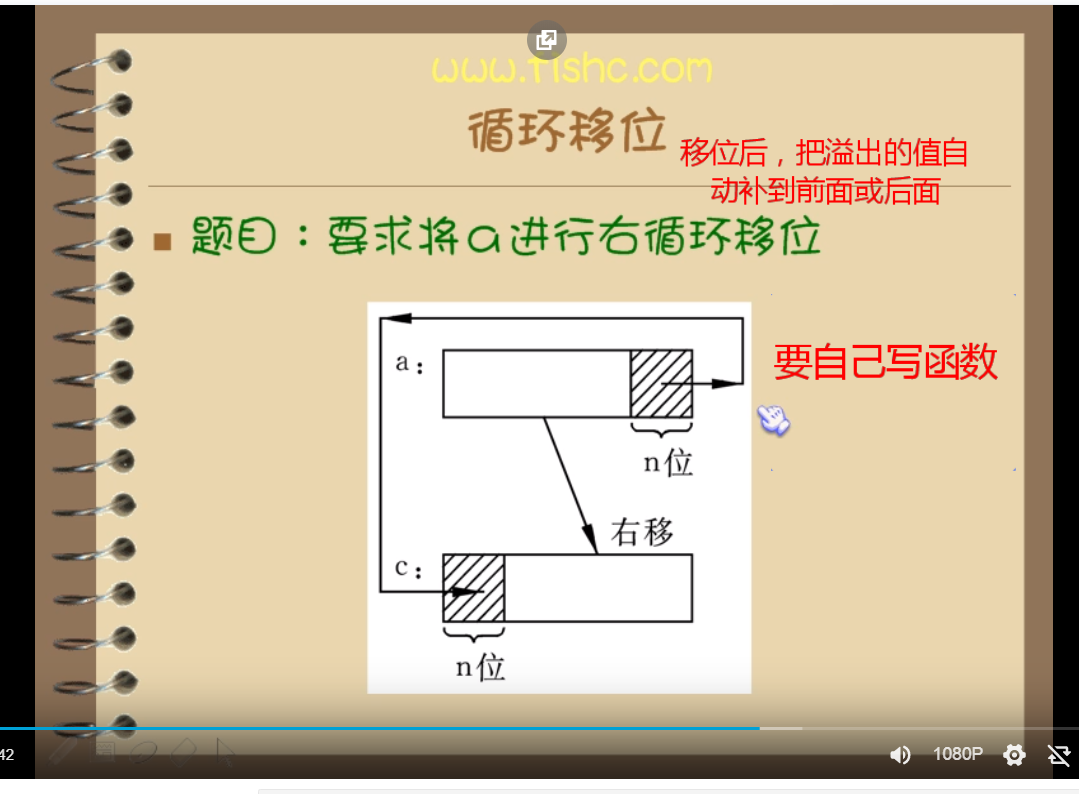 www.fishc.com
循环移位
移位后，把溢出的值自
动补到前面或后面
题目：要求将a进行右循环移位
a：
要自己写函数
n位
右移
c：
n位
42
1080P